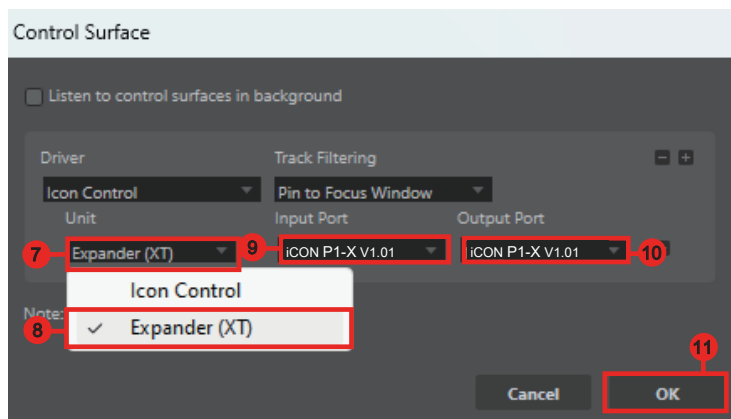 Control Surface
Listen to control surfaces in background
Driver Track Filtering
Icon Control Pin to Focus Window
Unit Input Port Output Port
7 Expander (XT) 9 iCON P1-X V1.01 iCON P1-X V1.01 10
Icon Control
Note:
8 ✓ Expander (XT)
11
Cancel OK